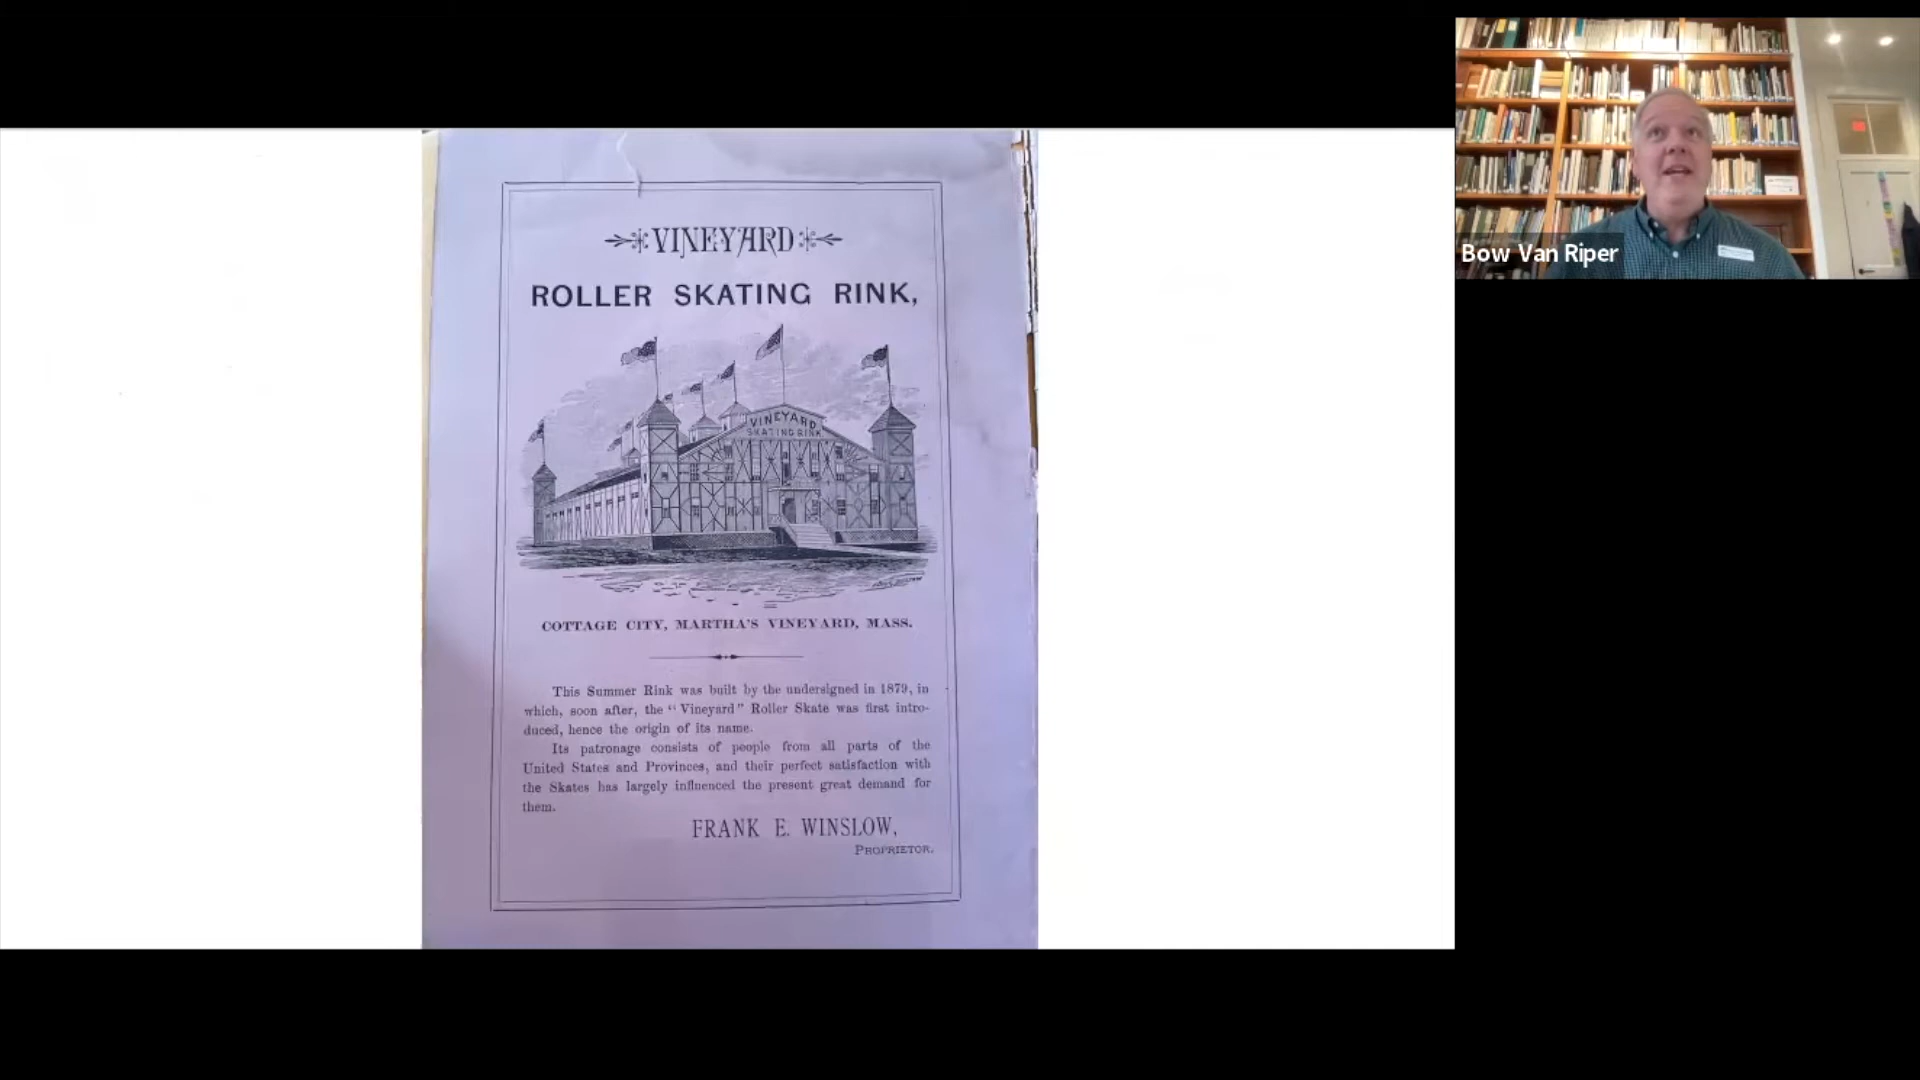 VINEYARD
ROLLER SKATING RINK,
VINEYARD
SKATING RINK
COTTAGE CITY, MARTHA'S VINEYARD, MASS.
This Summer Rink was built by the undersigned in 1879, in
which, soon after, the "Vineyard" Roller Skate was first intro-
duced, hence the origin of its name.
Its patronage consists of people from all parts of the
United States and Provinces, and their perfect satisfaction with
the Skates has largely influenced the present great demand for
them.
FRANK E. WINSLOW,
PROPRIETOR.
Bow Van Riper